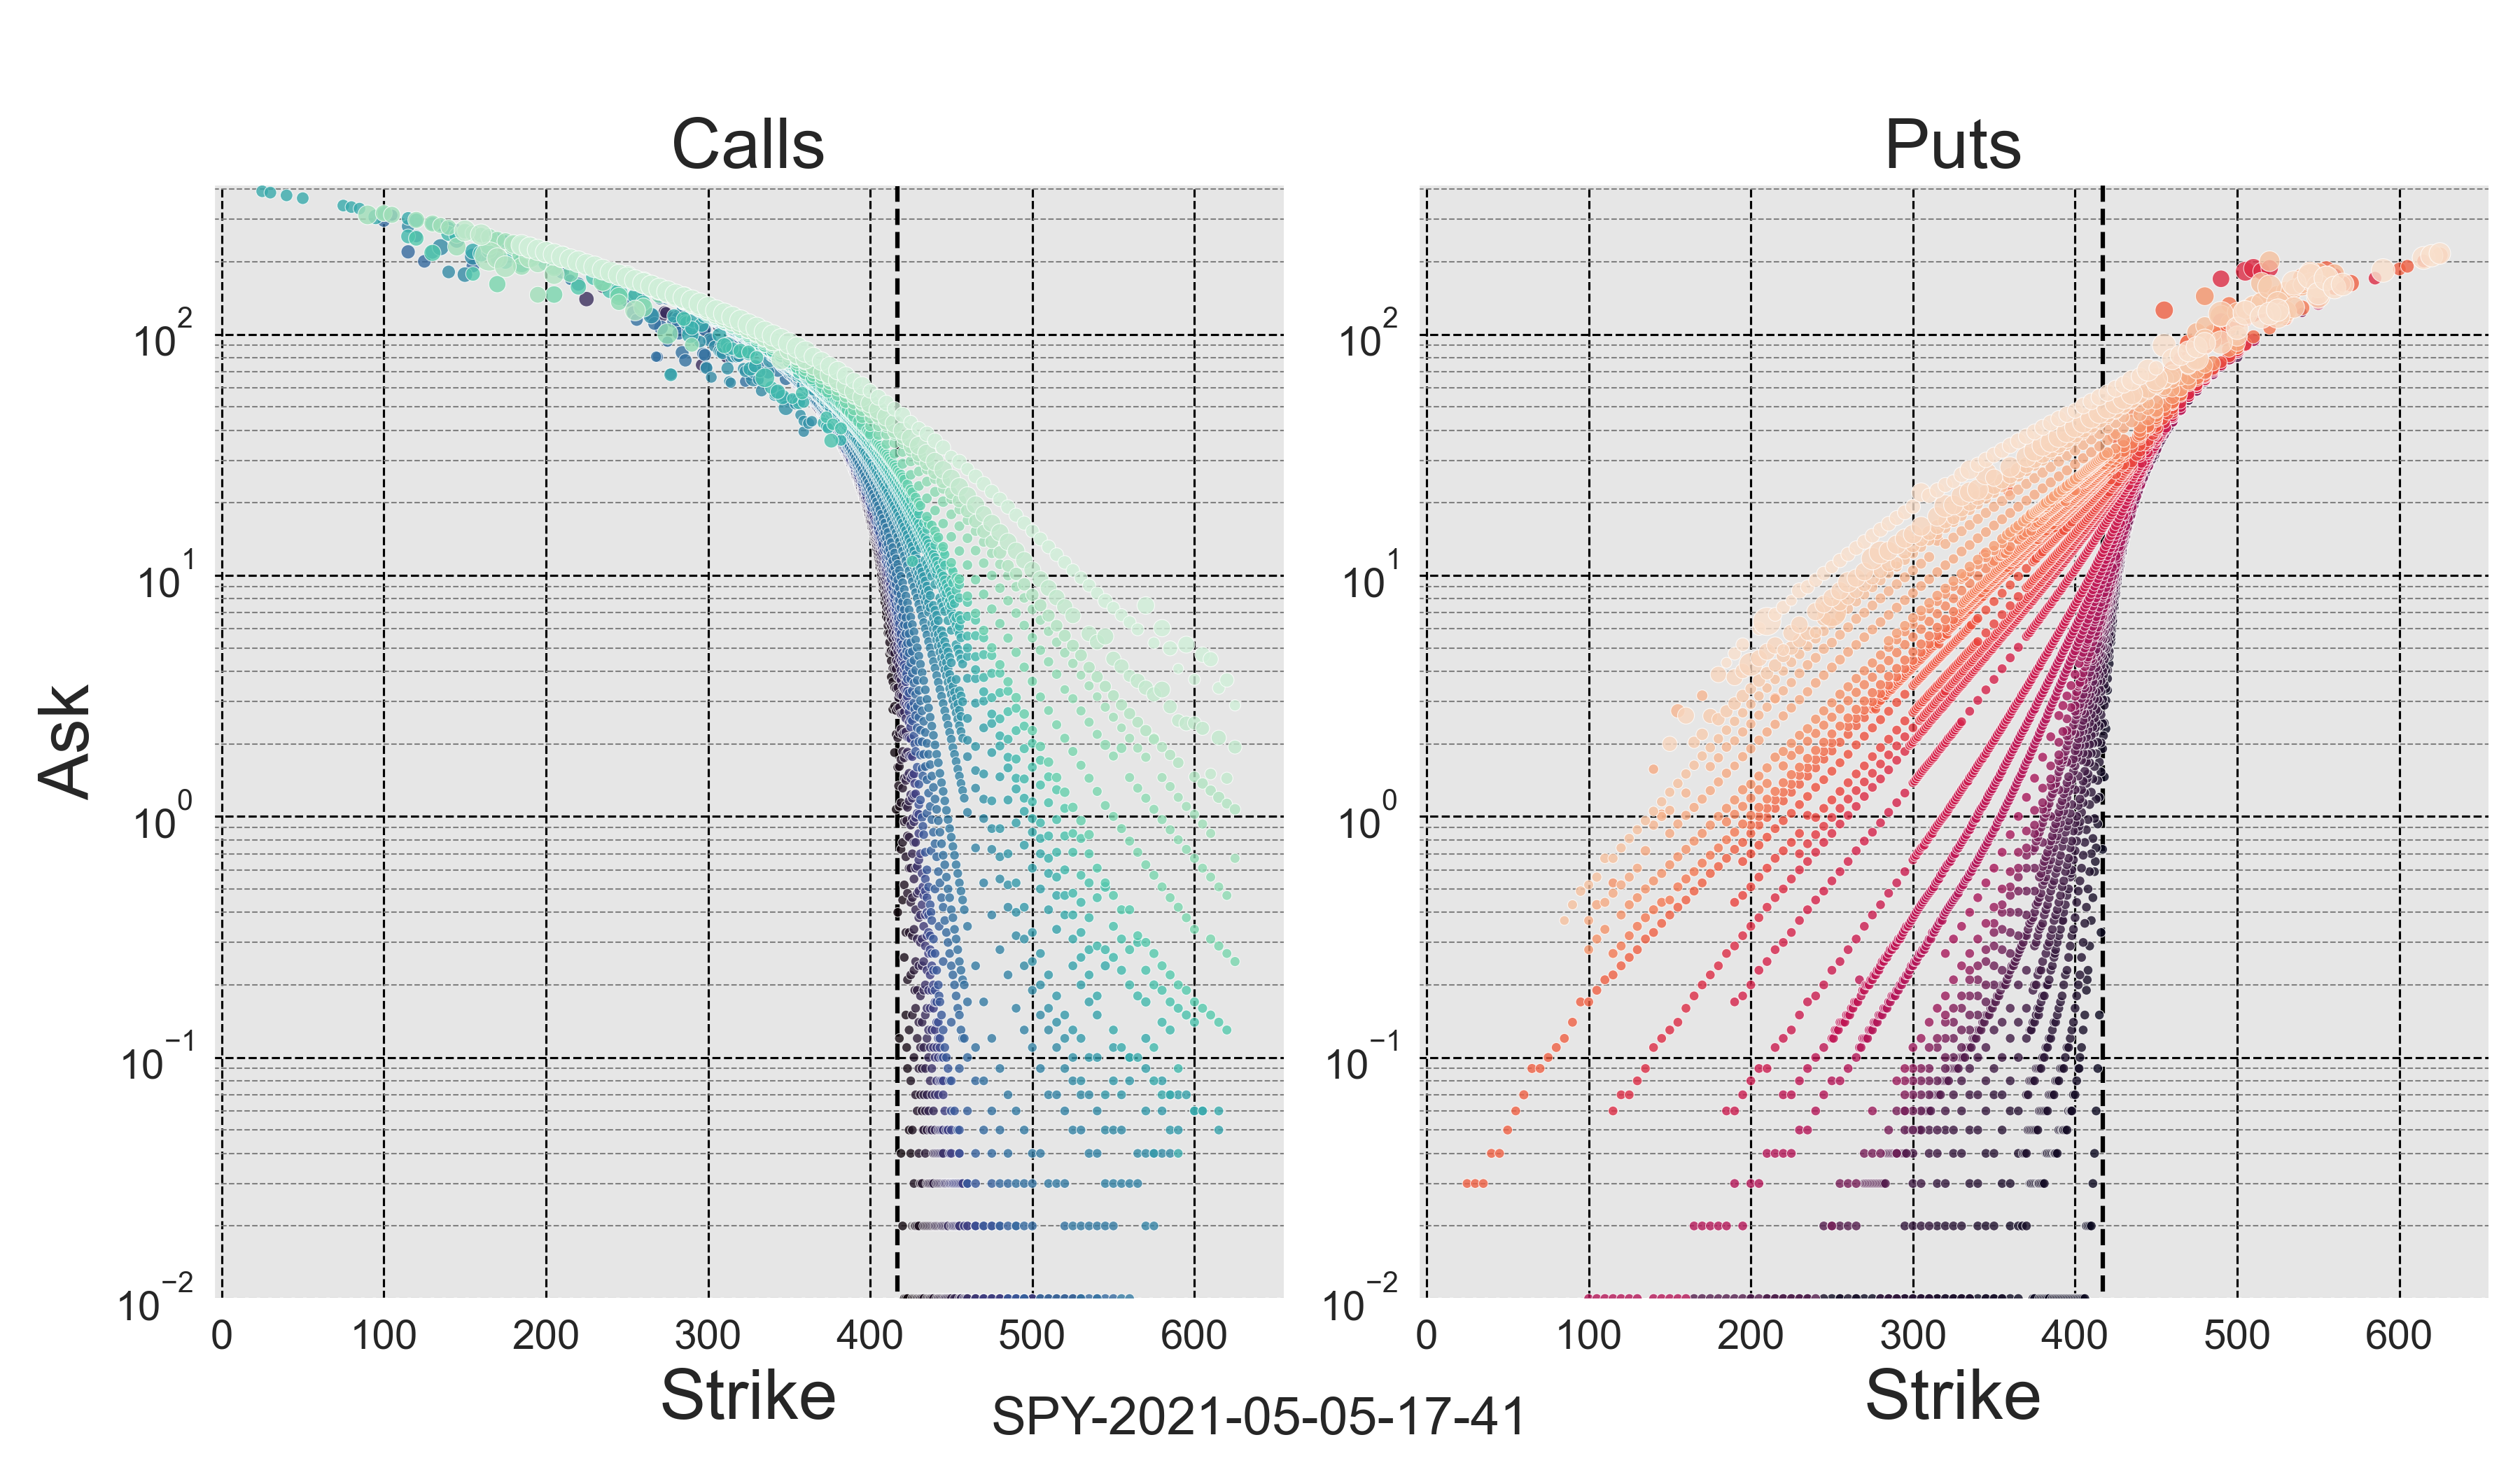 Calls Puts
Ask
10^2 10^2
10^1 10^1
10^0 10^0
10^−1 10^−1
10^−2 10^−2
0 100 200 300 400 500 600 0 100 200 300 400 500 600
Strike Strike
SPY-2021-05-05-17-41